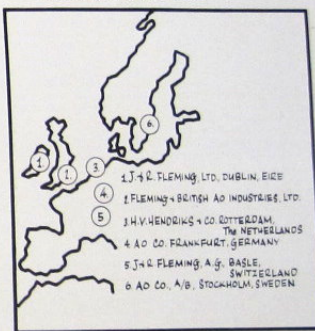 1
2.
3.
4
5
6.
1 J & R. FLEMING, LTD, DUBLIN, EIRE
2 FLEMING & BRITISH AO INDUSTRIES, LTD.
3 H.V. HENDRIKS & CO. ROTTERDAM,
The NETHERLANDS
4 AO CO. FRANKFURT, GERMANY
5 J & R FLEMING, A.G. BASLE,
SWITZERLAND
6 AO CO., A/B, STOCKHOLM, SWEDEN